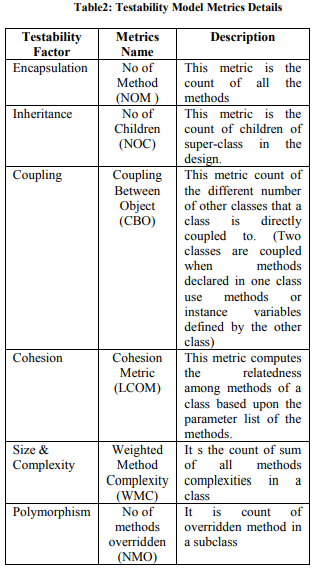 Table2: Testability Model Metrics Details
Testability Factor
Metrics Name
Description
Encapsulation
No of
Method
(NOM )
This metric is the
count of all the
methods
Inheritance
No of
Children
(NOC)
This metric is the
count of children of
super-class in the
design.
Coupling
Coupling
Between
Object
(CBO)
This metric count of
the different number
of other classes that a
class is directly
coupled to. (Two
classes are coupled
when methods
declared in one class
use methods or
instance variables
defined by the other
class)
Cohesion
Cohesion
Metric
(LCOM)
This metric computes
the relatedness
among methods of a
class based upon the
parameter list of the
methods.
Size &
Complexity
Weighted
Method
Complexity
(WMC)
It s the count of sum
of all methods
complexities in a
class
Polymorphism
No of
methods
overridden
(NMO)
It is count of
overridden method in
a subclass